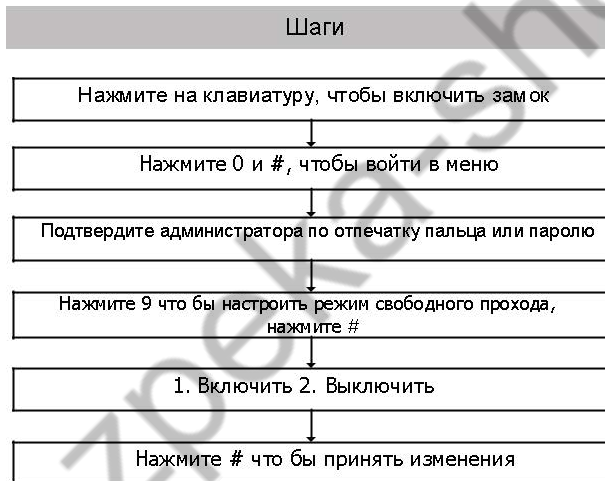 Шаги
Нажмите на клавиатуру, чтобы включить замок
Нажмите 0 и #, чтобы войти в меню
Подтвердите администратора по отпечатку пальца или паролю
Нажмите 9 что бы настроить режим свободного прохода,
нажмите #
1. Включить 2. Выключить
Нажмите # что бы принять изменения